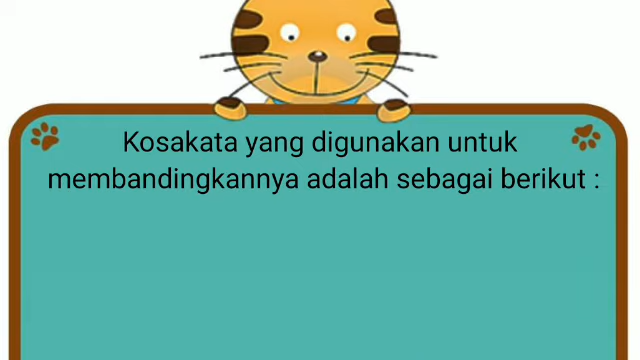 Kosakata yang digunakan untuk
membandingkannya adalah sebagai berikut :